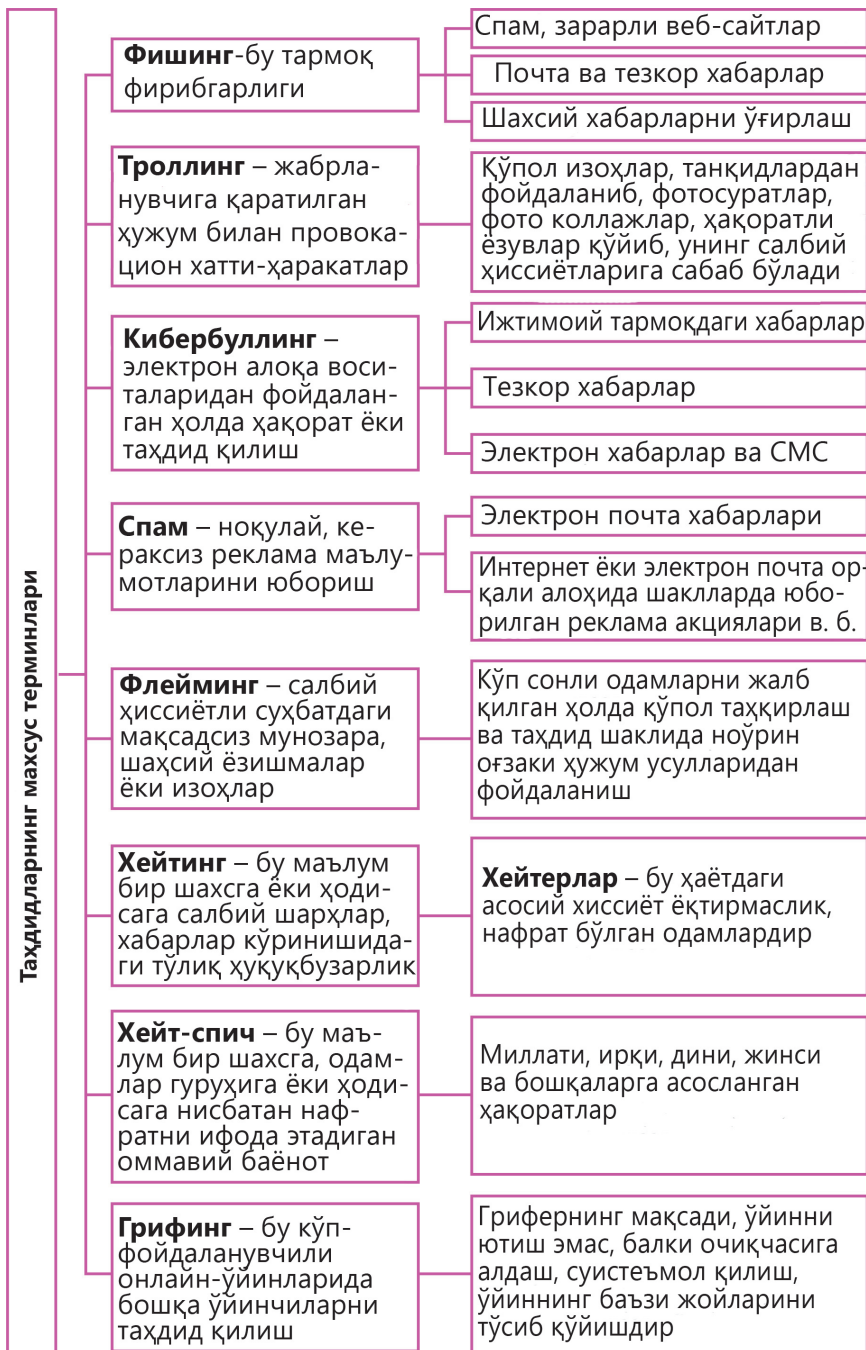 Таҳдидларнинг махсус терминлари
Фишинг-бу тармоқ
фирибгарлиги
Спам, зарарли веб-сайтлар
Почта ва тезкор хабарлар
Шахсий хабарларни ўғирлаш
Троллинг – жабрла-
нувчига қаратилган
ҳужум билан провока-
цион хатти-ҳаракатлар
Қўпол изоҳлар, танқидлардан
фойдаланиб, фотосуратлар,
фото коллажлар, ҳақоратли
ёзувлар қўйиб, унинг салбий
ҳиссиётларига сабаб бўлади
Кибербуллинг –
электрон алоқа воси-
таларидан фойдалан-
ган ҳолда ҳақорат ёки
таҳдид қилиш
Ижтимоий тармоқдаги хабарлар
Тезкор хабарлар
Электрон хабарлар ва СМС
Спам – ноқулай, ке-
раксиз реклама маълу-
мотларини юбориш
Электрон почта хабарлари
Интернет ёки электрон почта ор-
қали алоҳида шаклларда юбо-
рилган реклама акциялари в. б.
Флейминг – салбий
ҳиссиётли суҳбатдаги
мақсадсиз мунозара,
шаҳсий ёзишмалар
ёки изоҳлар
Кўп сонли одамларни жалб
қилган ҳолда қўпол таҳқирлаш
ва таҳдид шаклида ноўрин
оғзаки ҳужум усулларидан
фойдаланиш
Хейтинг – бу маълум
бир шахсга ёки ҳоди-
сага салбий шарҳлар,
хабарлар кўринишида-
ги тўлиқ ҳуқуқбузарлик
Хейтерлар – бу ҳаётдаги
асосий хиссиёт ёқтирмаслик,
нафрат бўлган одамлардир
Хейт-спич – бу маъ-
лум бир шахсга, одам-
лар гуруҳига ёки ҳоди-
сага нисбатан наф-
ратни ифода этадиган
оммавий баёнот
Миллати, ирқи, дини, жинси
ва бошқаларга асосланган
ҳақоратлар
Грифинг – бу кўп-
фойдаланувчили
онлайн-ўйинларида
бошқа ўйинчиларни
таҳдид қилиш
Грифернинг мақсади, ўйинни
ютиш эмас, балки очиқчасига
алдаш, суистеъмол қилиш,
ўйиннинг баъзи жойларини
тўсиб қўйишдир